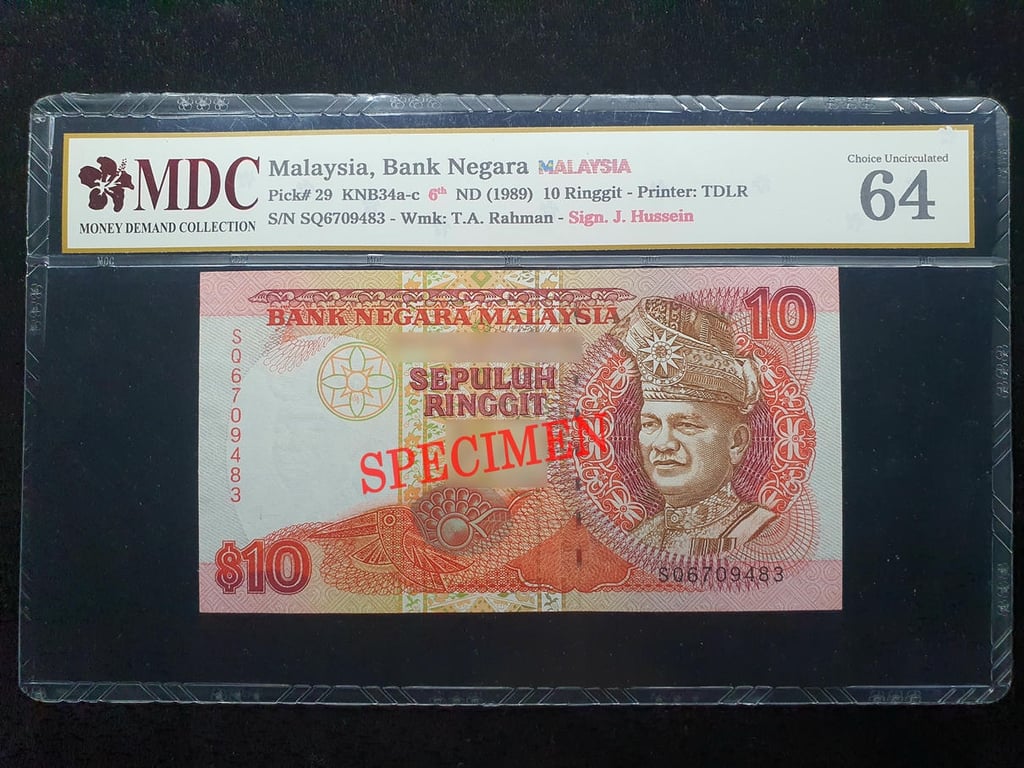 MDC
MONEY DEMAND COLLECTION
Malaysia, Bank Negara MALAYSIA
Pick# 29 KNB34a-c 6th ND (1989) 10 Ringgit - Printer: TDLR
S/N SQ6709483 - Wmk: T.A. Rahman - Sign. J. Hussein
Choice Uncirculated
64
BANK NEGARA MALAYSIA
10
SQ6709483
SEPULUH
RINGGIT
SPECIMEN
$10
SQ6709483